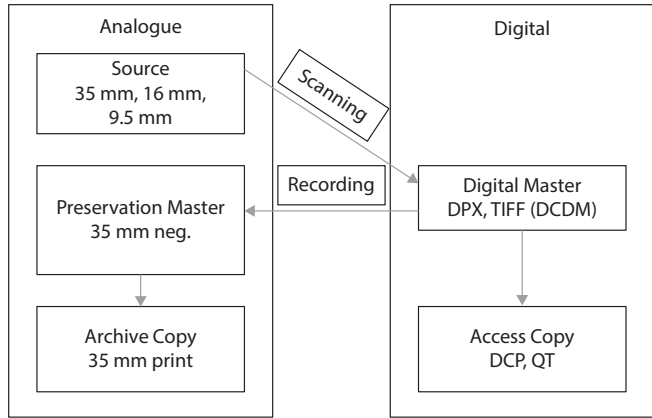 Analogue
Digital
Source
35 mm, 16 mm,
9.5 mm
Scanning
Recording
Preservation Master
35 mm neg.
Digital Master
DPX, TIFF (DCDM)
Archive Copy
35 mm print
Access Copy
DCP, QT